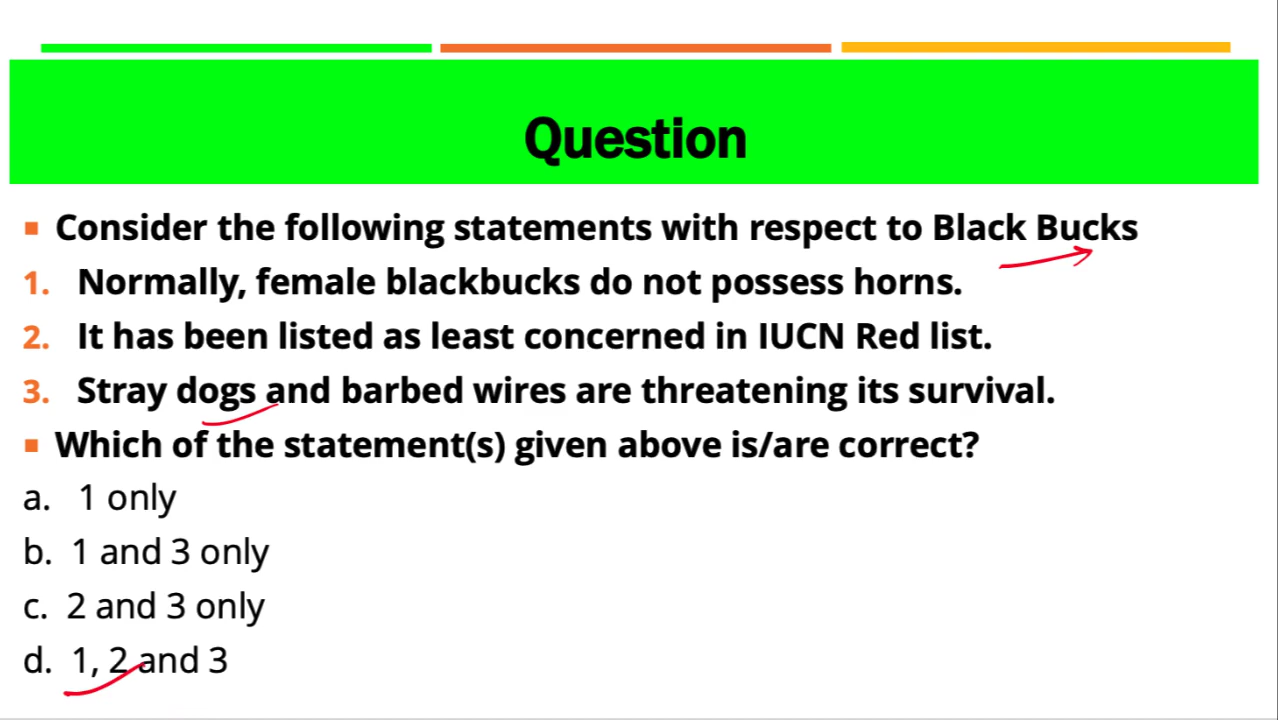 Question
Consider the following statements with respect to Black Bucks
1. Normally, female blackbucks do not possess horns.
2. It has been listed as least concerned in IUCN Red list.
3. Stray dogs and barbed wires are threatening its survival.
Which of the statement(s) given above is/are correct?
a. 1 only
b. 1 and 3 only
c. 2 and 3 only
d. 1, 2 and 3